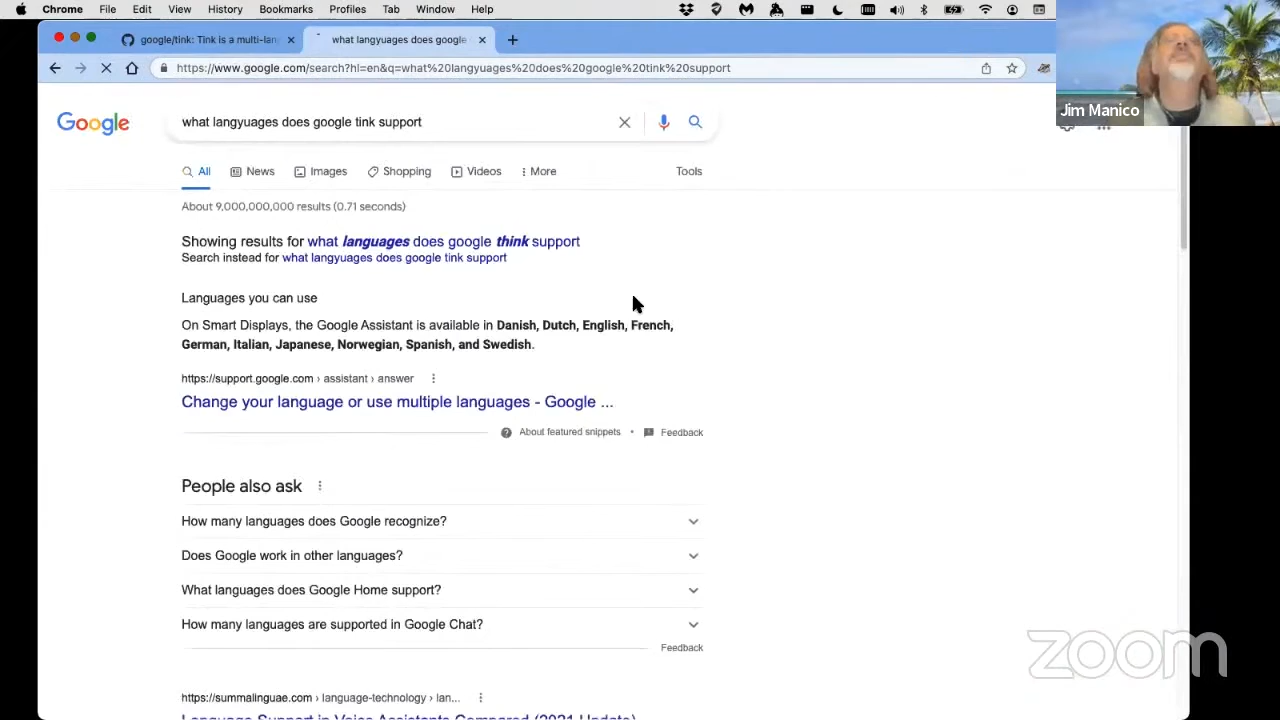 Chrome File Edit View History Bookmarks Profiles Tab Window Help
google/tink: Tink is a multi-lan
what langyuages does google
https://www.google.com/search?hl=en&q=what%20langyuages%20does%20google%20tink%20support
Jim Manico
Google
what langyuages does google tink support
All News Images Shopping Videos More Tools
About 9,000,000,000 results (0.71 seconds)
Showing results for what languages does google think support
Search instead for what langyuages does google tink support
Languages you can use
On Smart Displays, the Google Assistant is available in Danish, Dutch, English, French,
German, Italian, Japanese, Norwegian, Spanish, and Swedish.
https://support.google.com › assistant › answer
Change your language or use multiple languages - Google ...
About featured snippets • Feedback
People also ask
How many languages does Google recognize?
Does Google work in other languages?
What languages does Google Home support?
How many languages are supported in Google Chat?
Feedback
zoom
https://summalinguae.com › language-technology › lan...
Language Support in Voice Assistants Compared (2021 Update)